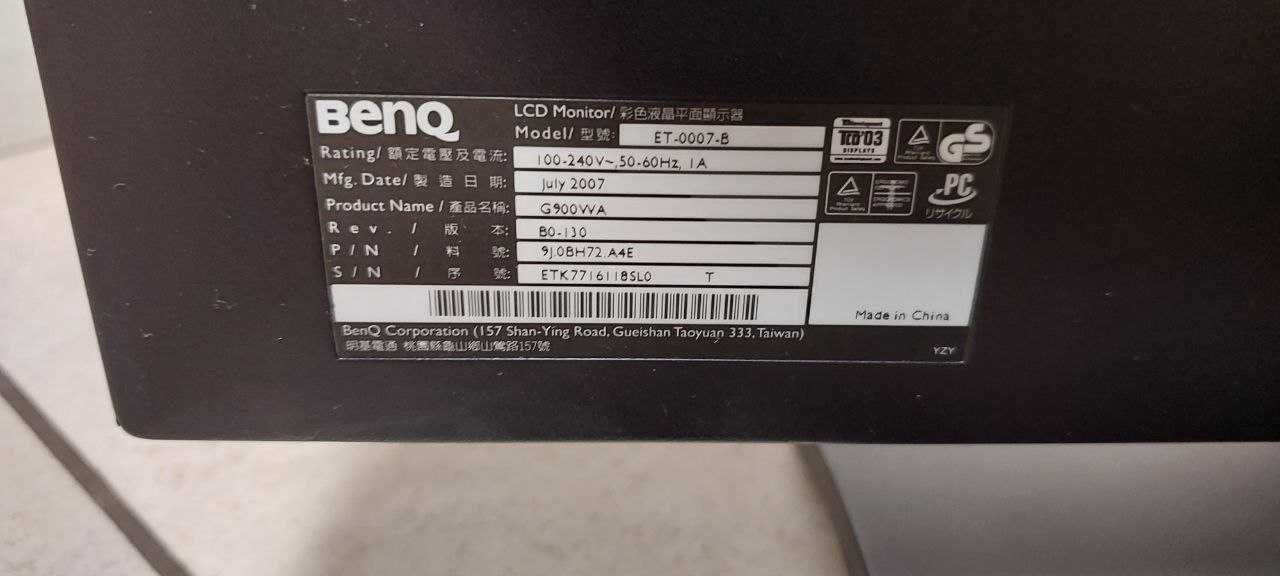 BenQ
LCD Monitor/ 彩色液晶平面顯示器
Model/ 型號: ET-0007-B
Rating/ 額定電壓及電流: 100-240V~, 50-60Hz, 1A
Mfg. Date/ 製造日期: July 2007
Product Name / 產品名稱: G900WA
Rev. / 版本: B0-130
P/N / 料號: 9J.0BH72.A4E
S/N / 序號: ETK7716118SL0 T
TCO'03
DISPLAYS
GS
PC
リサイクル
Made in China
BenQ Corporation (157 Shan-Ying Road, Gueishan Taoyuan 333, Taiwan)
明基電通 桃園縣龜山鄉山鶯路157號
YZY